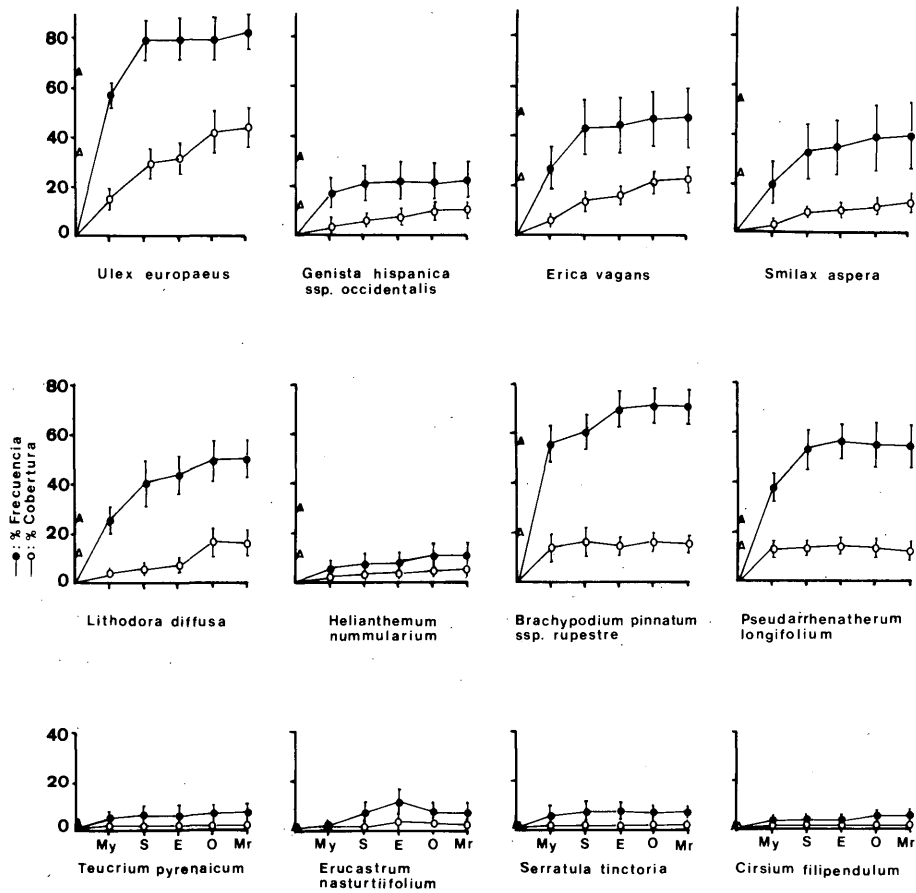 80
60
40
20
0
Ulex europaeus
Genista hispanica
ssp. occidentalis
Erica vagans
Smilax aspera
●: % Frecuencia
o: % Cobertura
80
60
40
20
0
Lithodora diffusa
Helianthemum
nummularium
Brachypodium pinnatum
ssp. rupestre
Pseudarrhenatherum
longifolium
40
20
0
My S E O Mr
My S E O Mr
My S E O Mr
My S E O Mr
Teucrium pyrenaicum
Erucastrum
nasturtiifolium
Serratula tinctoria
Cirsium filipendulum